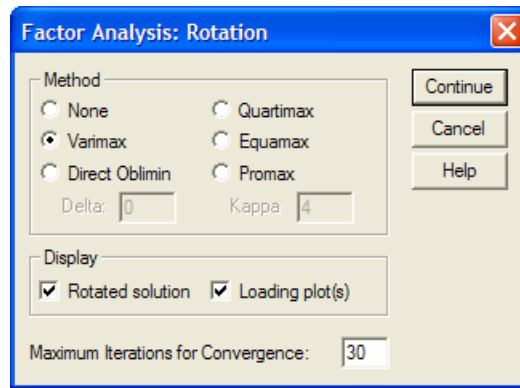 Factor Analysis: Rotation
Method
None
Quartimax
Varimax
Equamax
Direct Oblimin
Promax
Delta: 0
Kappa 4
Continue
Cancel
Help
Display
Rotated solution
Loading plot(s)
Maximum Iterations for Convergence: 30